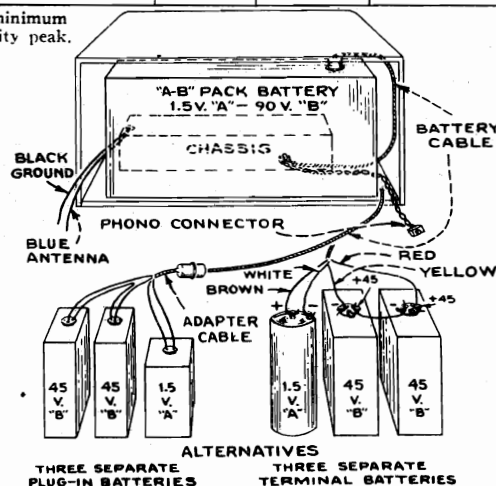 minimum
ity peak.
"A-B" PACK BATTERY
1.5 V. "A" – 90 V. "B"
CHASSIS
BATTERY
CABLE
BLACK
GROUND
PHONO CONNECTOR
BLUE
ANTENNA
RED
YELLOW
WHITE
BROWN
+45
+45
ADAPTER
CABLE
+
-
-
45
V.
"B"
45
V.
"B"
1.5
V.
"A"
1.5
V.
"A"
45
V.
"B"
45
V.
"B"
ALTERNATIVES
THREE SEPARATE
PLUG-IN BATTERIES
THREE SEPARATE
TERMINAL BATTERIES